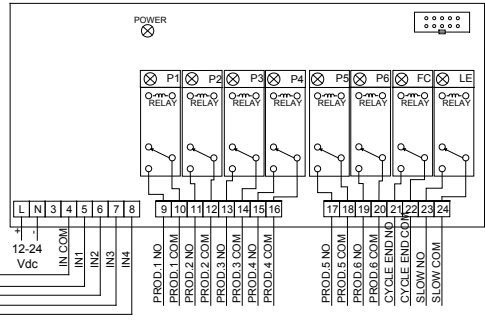 POWER
P1 P2 P3 P4 P5 P6 FC LE
RELAY RELAY RELAY RELAY RELAY RELAY RELAY RELAY
L N 3 4 5 6 7 8
9 10 11 12 13 14 15 16
17 18 19 20 21 22 23 24
+ -
12-24
Vdc
IN COM
IN1
IN2
IN3
IN4
PROD.1 NO
PROD.1 COM
PROD.2 NO
PROD.2 COM
PROD.3 NO
PROD.3 COM
PROD.4 NO
PROD.4 COM
PROD.5 NO
PROD.5 COM
PROD.6 NO
PROD.6 COM
CYCLE END NO
CYCLE END COM
SLOW NO
SLOW COM